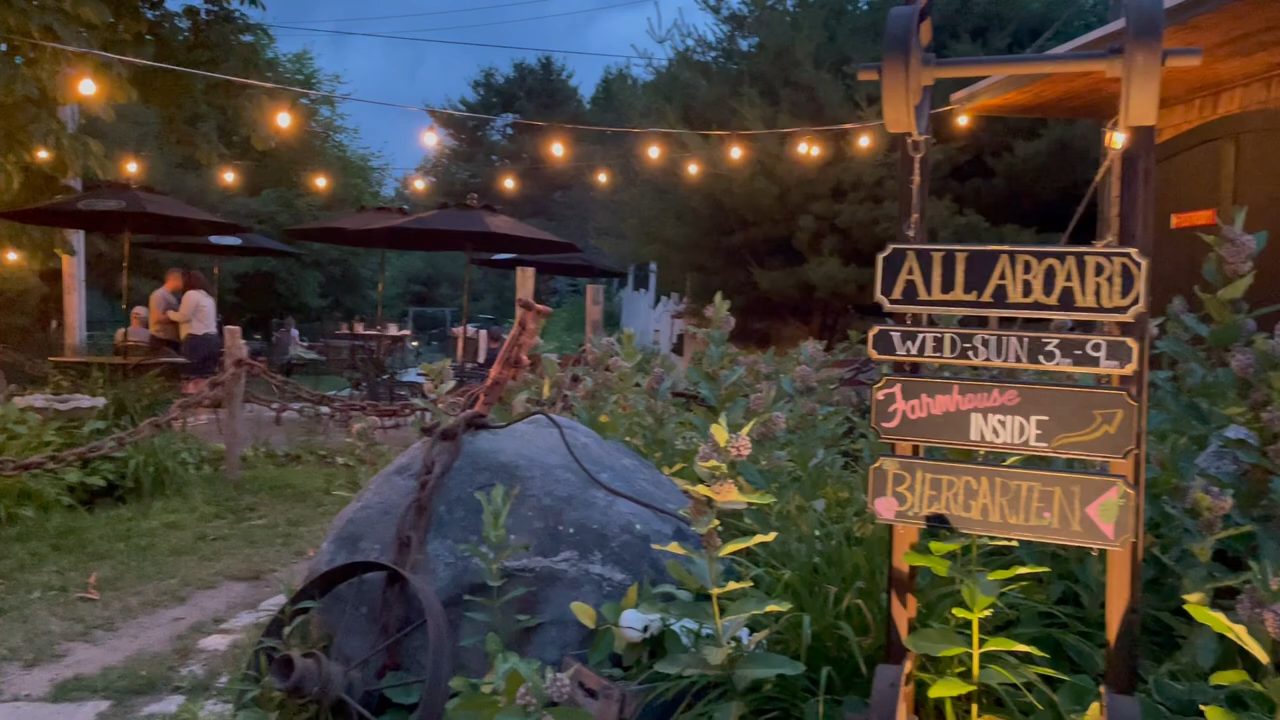 ALL ABOARD
WED-SUN 3-9
Farmhouse
INSIDE
BIERGARTEN